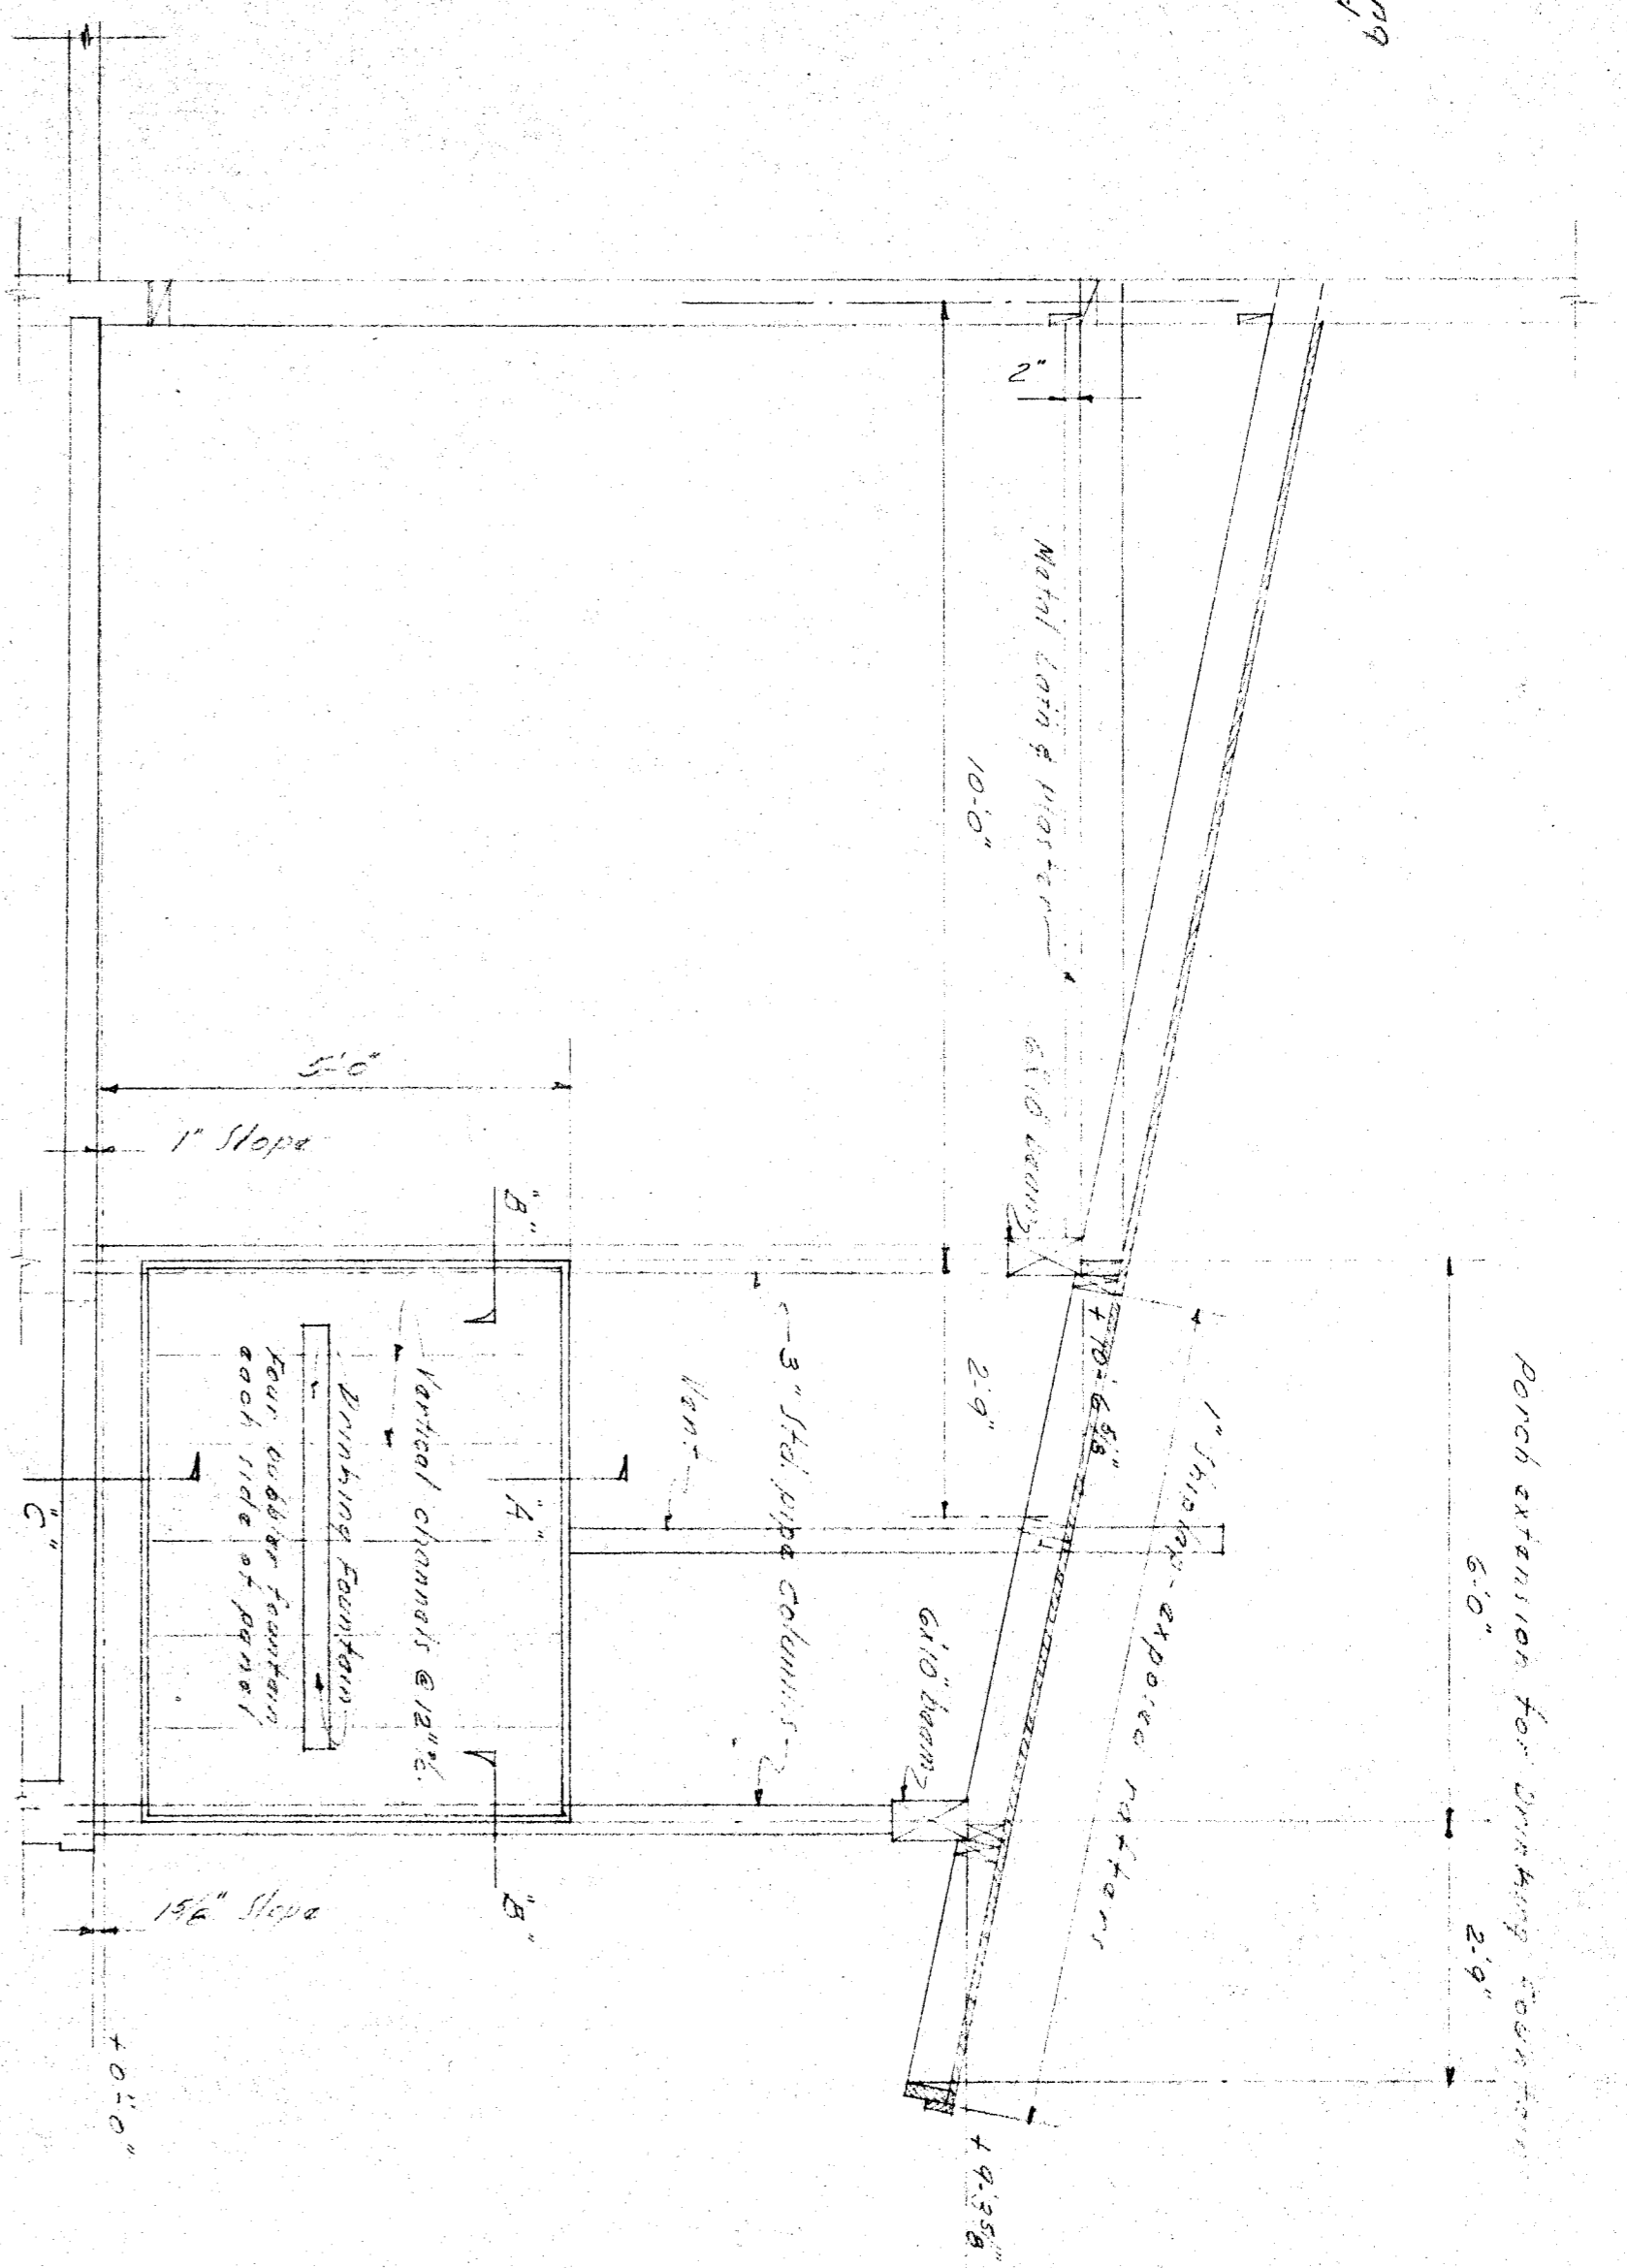 Porch extension for Drinking Fountain
6'-0"
2'-9"
1" Shiplap - exposed rafters
+ 10'-6 5/8"
+ 9'-3 5/8"
2"
Metal Lath & Plaster
6x10" beam
10'-0"
2'-9"
6x10" beam
3" Std. pipe columns
Vent
5'-0"
1" Slope
"B"
"A"
Vertical channels @ 12" %c.
Drinking Fountain
Four bubbler fountain
each side of panel
"C"
"B"
Slope
+ 0'-0"